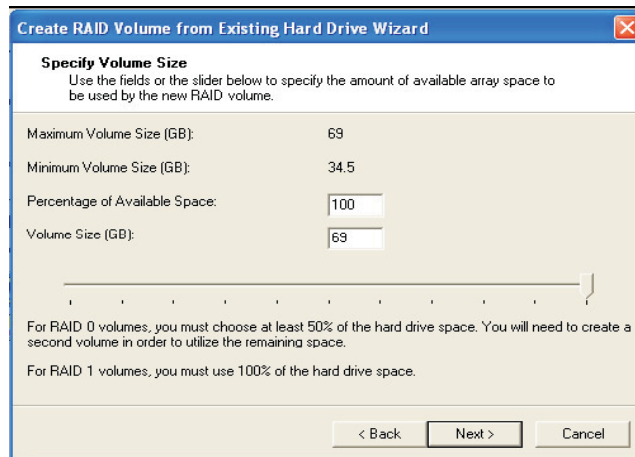 Create RAID Volume from Existing Hard Drive Wizard
Specify Volume Size
Use the fields or the slider below to specify the amount of available array space to
be used by the new RAID volume.
Maximum Volume Size (GB): 69
Minimum Volume Size (GB): 34.5
Percentage of Available Space: 100
Volume Size (GB): 69
For RAID 0 volumes, you must choose at least 50% of the hard drive space. You will need to create a
second volume in order to utilize the remaining space.
For RAID 1 volumes, you must use 100% of the hard drive space.
< Back Next > Cancel